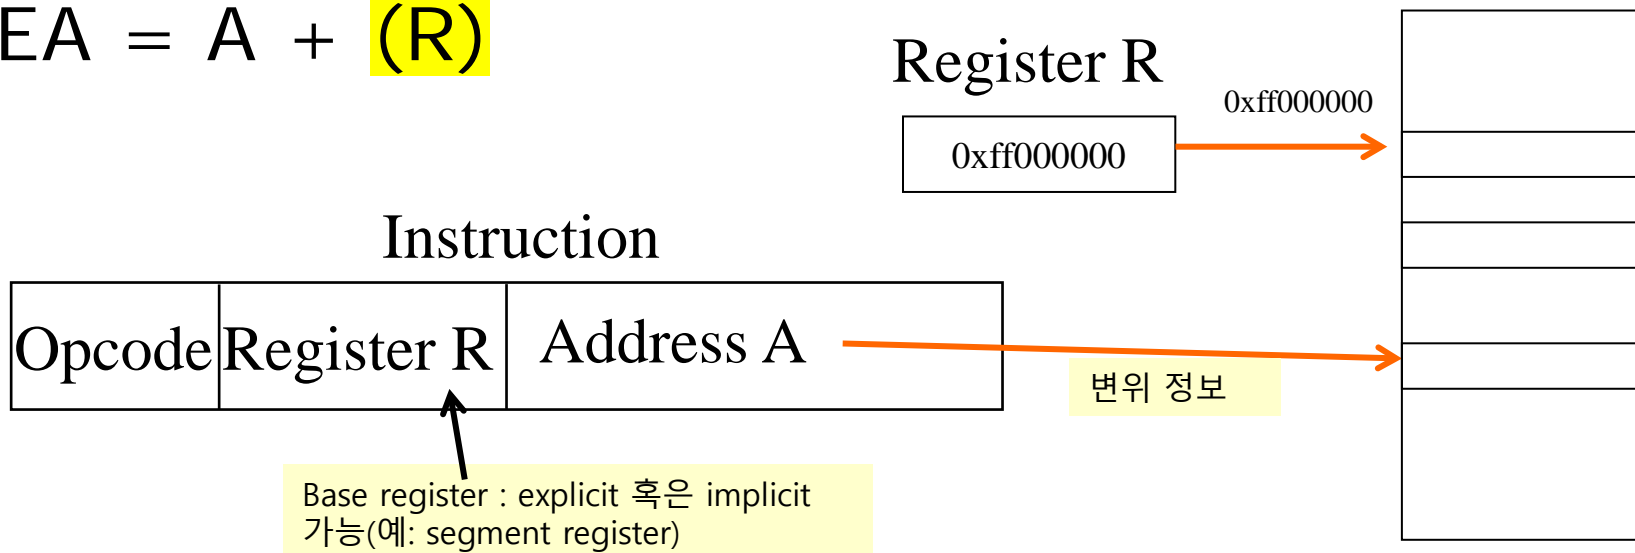 EA = A + (R)
Register R
0xff000000
0xff000000
Instruction
Opcode Register R Address A
변위 정보
Base register : explicit 혹은 implicit
가능(예: segment register)